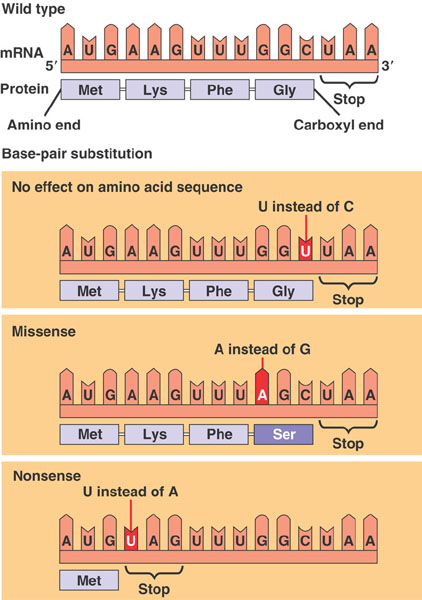 Wild type
mRNA
A U G A A G U U U G G C U A A
5′ 3′
Protein Met Lys Phe Gly Stop
Amino end Carboxyl end
Base-pair substitution
No effect on amino acid sequence
U instead of C
A U G A A G U U U G G U U A A
Met Lys Phe Gly Stop
Missense
A instead of G
A U G A A G U U U A G C U A A
Met Lys Phe Ser Stop
Nonsense
U instead of A
A U G U A G U U U G G C U A A
Met Stop